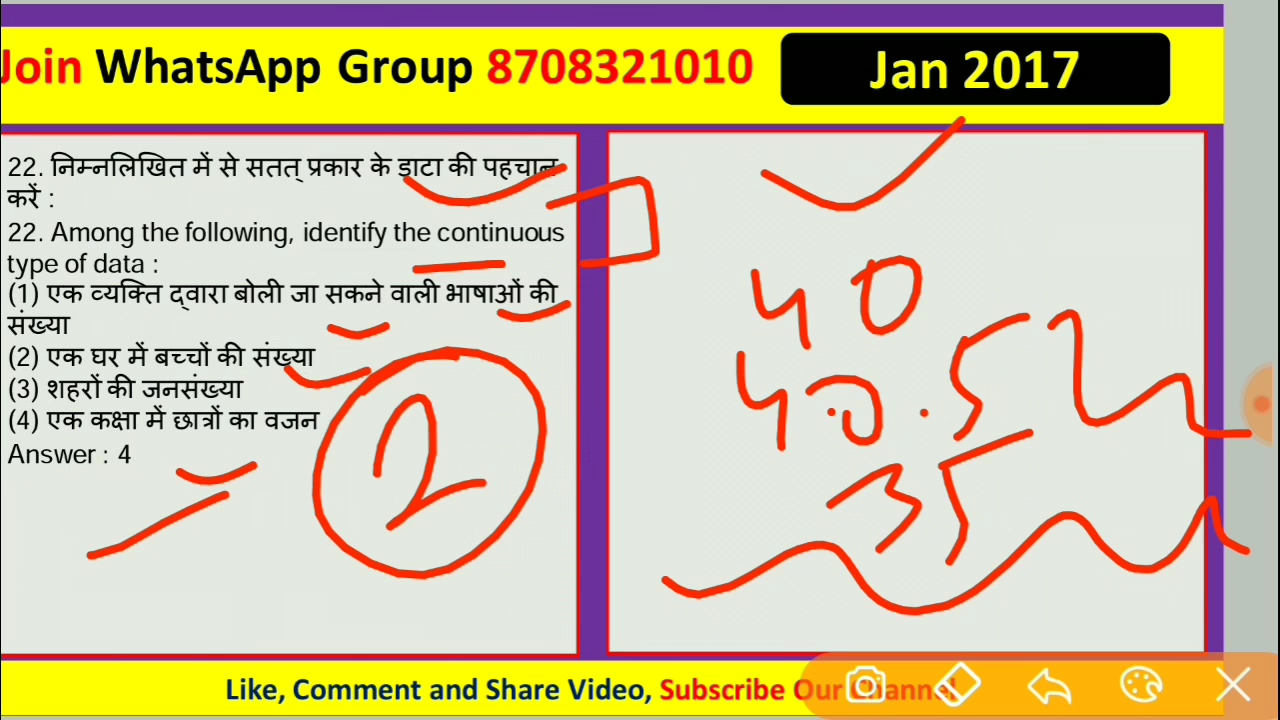 Join WhatsApp Group 8708321010
Jan 2017
22. निम्नलिखित में से सतत् प्रकार के डाटा की पहचान
करें :
22. Among the following, identify the continuous
type of data :
(1) एक व्यक्ति द्वारा बोली जा सकने वाली भाषाओं की
संख्या
(2) एक घर में बच्चों की संख्या
(3) शहरों की जनसंख्या
(4) एक कक्षा में छात्रों का वजन
Answer : 4
2
40
40.5
35
Like, Comment and Share Video, Subscribe Our Channel